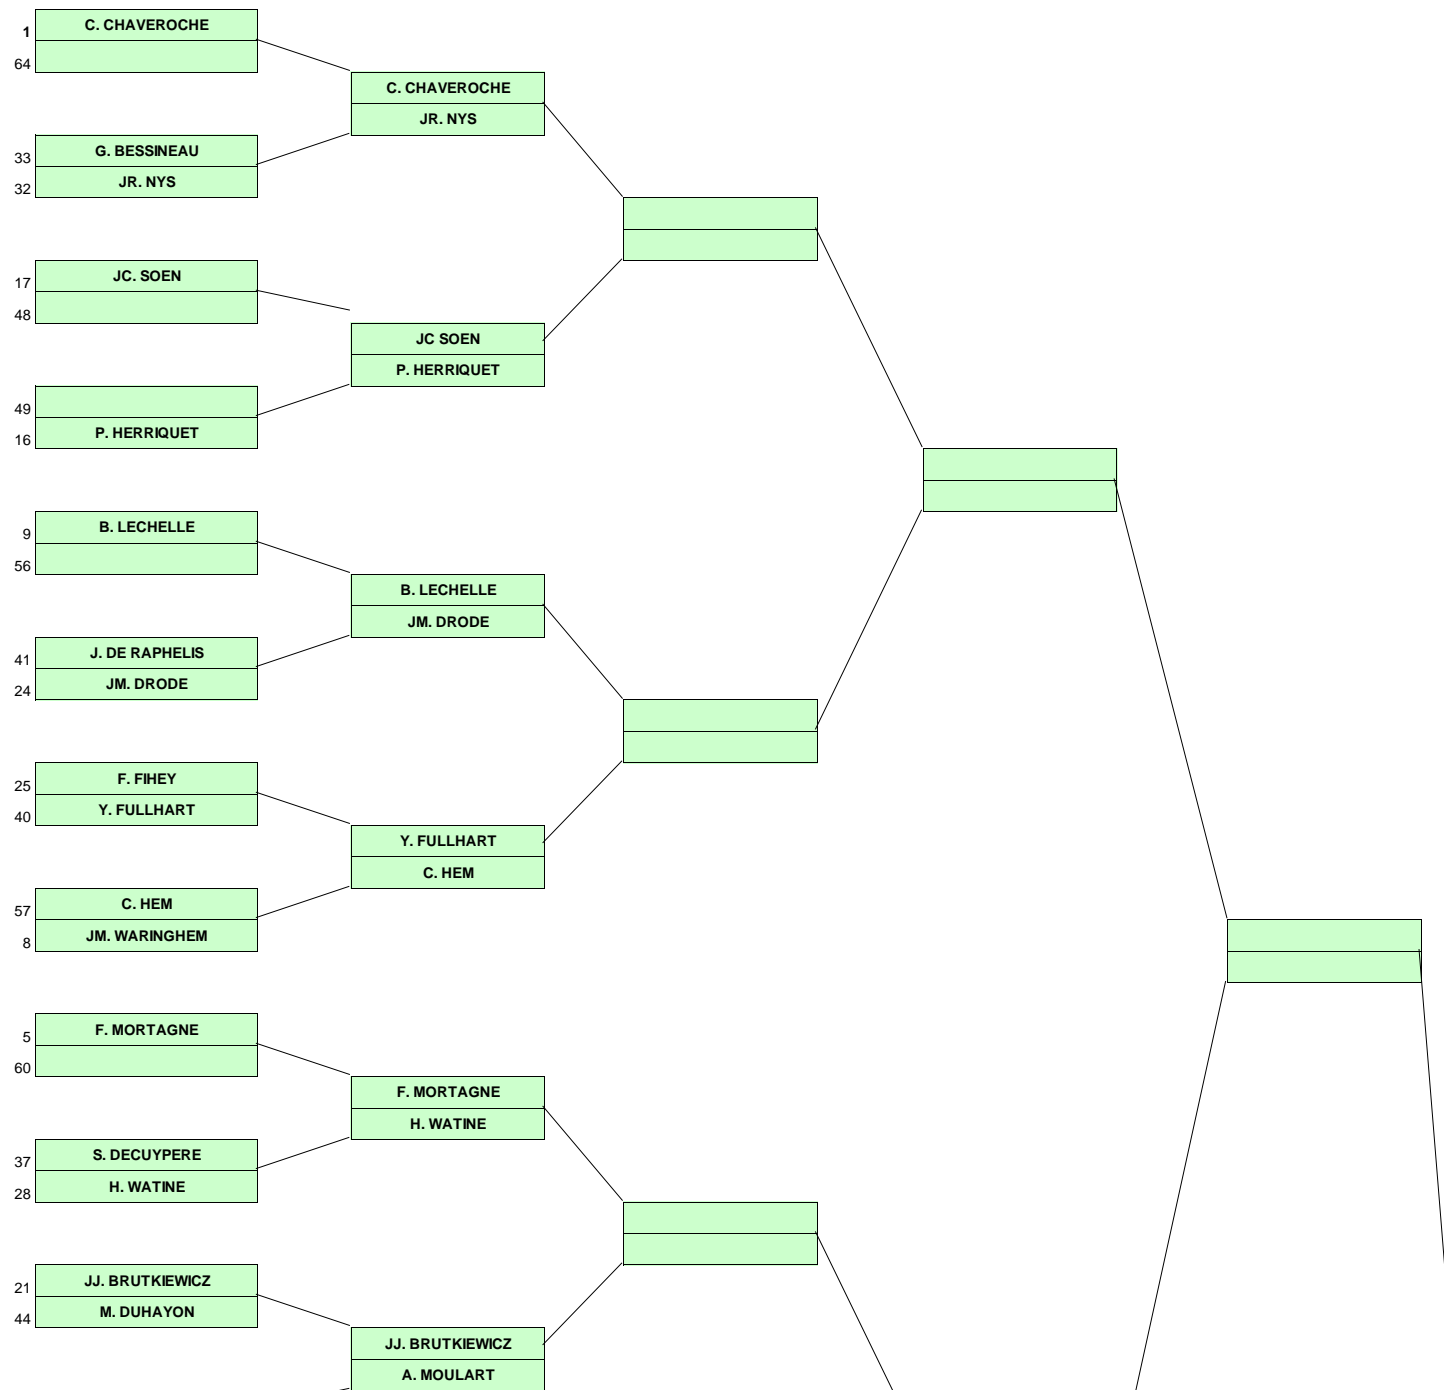 1 C. CHAVEROCHE
64
C. CHAVEROCHE
JR. NYS
33 G. BESSINEAU
32 JR. NYS
17 JC. SOEN
48
JC SOEN
P. HERRIQUET
49
16 P. HERRIQUET
9 B. LECHELLE
56
B. LECHELLE
JM. DRODE
41 J. DE RAPHELIS
24 JM. DRODE
25 F. FIHEY
40 Y. FULLHART
Y. FULLHART
C. HEM
57 C. HEM
8 JM. WARINGHEM
5 F. MORTAGNE
60
F. MORTAGNE
H. WATINE
37 S. DECUYPERE
28 H. WATINE
21 JJ. BRUTKIEWICZ
44 M. DUHAYON
JJ. BRUTKIEWICZ
A. MOULART